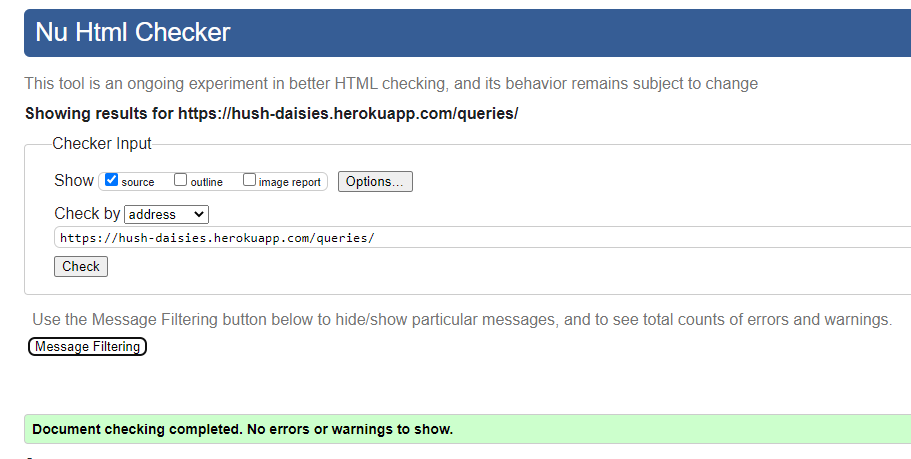 Nu Html Checker
This tool is an ongoing experiment in better HTML checking, and its behavior remains subject to change
Showing results for https://hush-daisies.herokuapp.com/queries/
Checker Input
Show source outline image report Options...
Check by address
https://hush-daisies.herokuapp.com/queries/
Check
Use the Message Filtering button below to hide/show particular messages, and to see total counts of errors and warnings.
Message Filtering
Document checking completed. No errors or warnings to show.